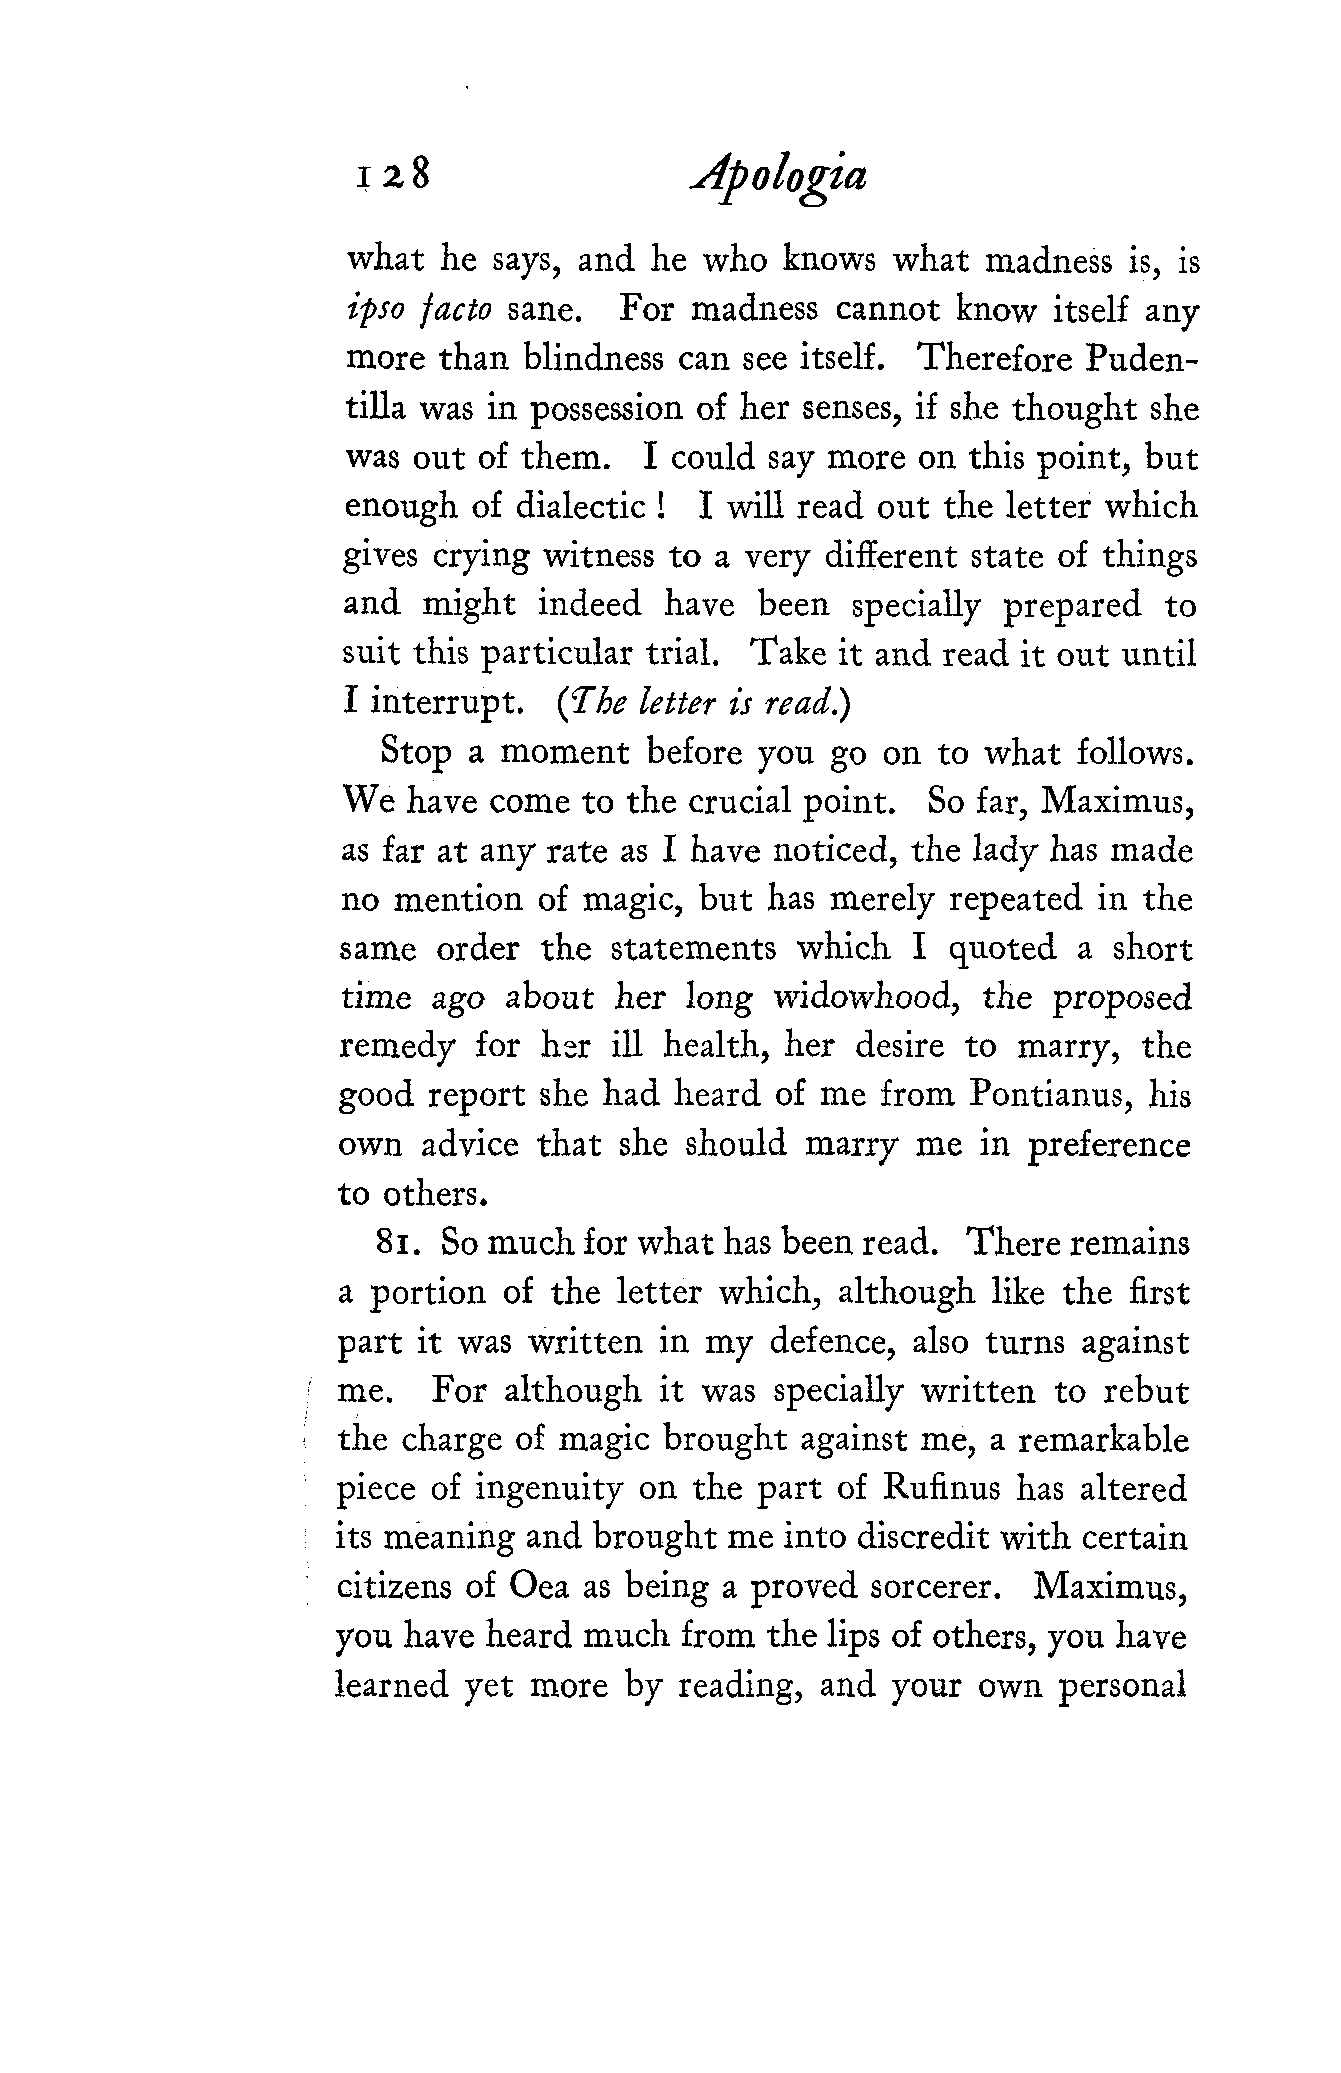 128 Apologia
what he says, and he who knows what madness is, is
ipso facto sane. For madness cannot know itself any
more than blindness can see itself. Therefore Puden-
tilla was in possession of her senses, if she thought she
was out of them. I could say more on this point, but
enough of dialectic ! I will read out the letter which
gives crying witness to a very different state of things
and might indeed have been specially prepared to
suit this particular trial. Take it and read it out until
I interrupt. (The letter is read.)
Stop a moment before you go on to what follows.
We have come to the crucial point. So far, Maximus,
as far at any rate as I have noticed, the lady has made
no mention of magic, but has merely repeated in the
same order the statements which I quoted a short
time ago about her long widowhood, the proposed
remedy for her ill health, her desire to marry, the
good report she had heard of me from Pontianus, his
own advice that she should marry me in preference
to others.
81. So much for what has been read. There remains
a portion of the letter which, although like the first
part it was written in my defence, also turns against
me. For although it was specially written to rebut
the charge of magic brought against me, a remarkable
piece of ingenuity on the part of Rufinus has altered
its meaning and brought me into discredit with certain
citizens of Oea as being a proved sorcerer. Maximus,
you have heard much from the lips of others, you have
learned yet more by reading, and your own personal